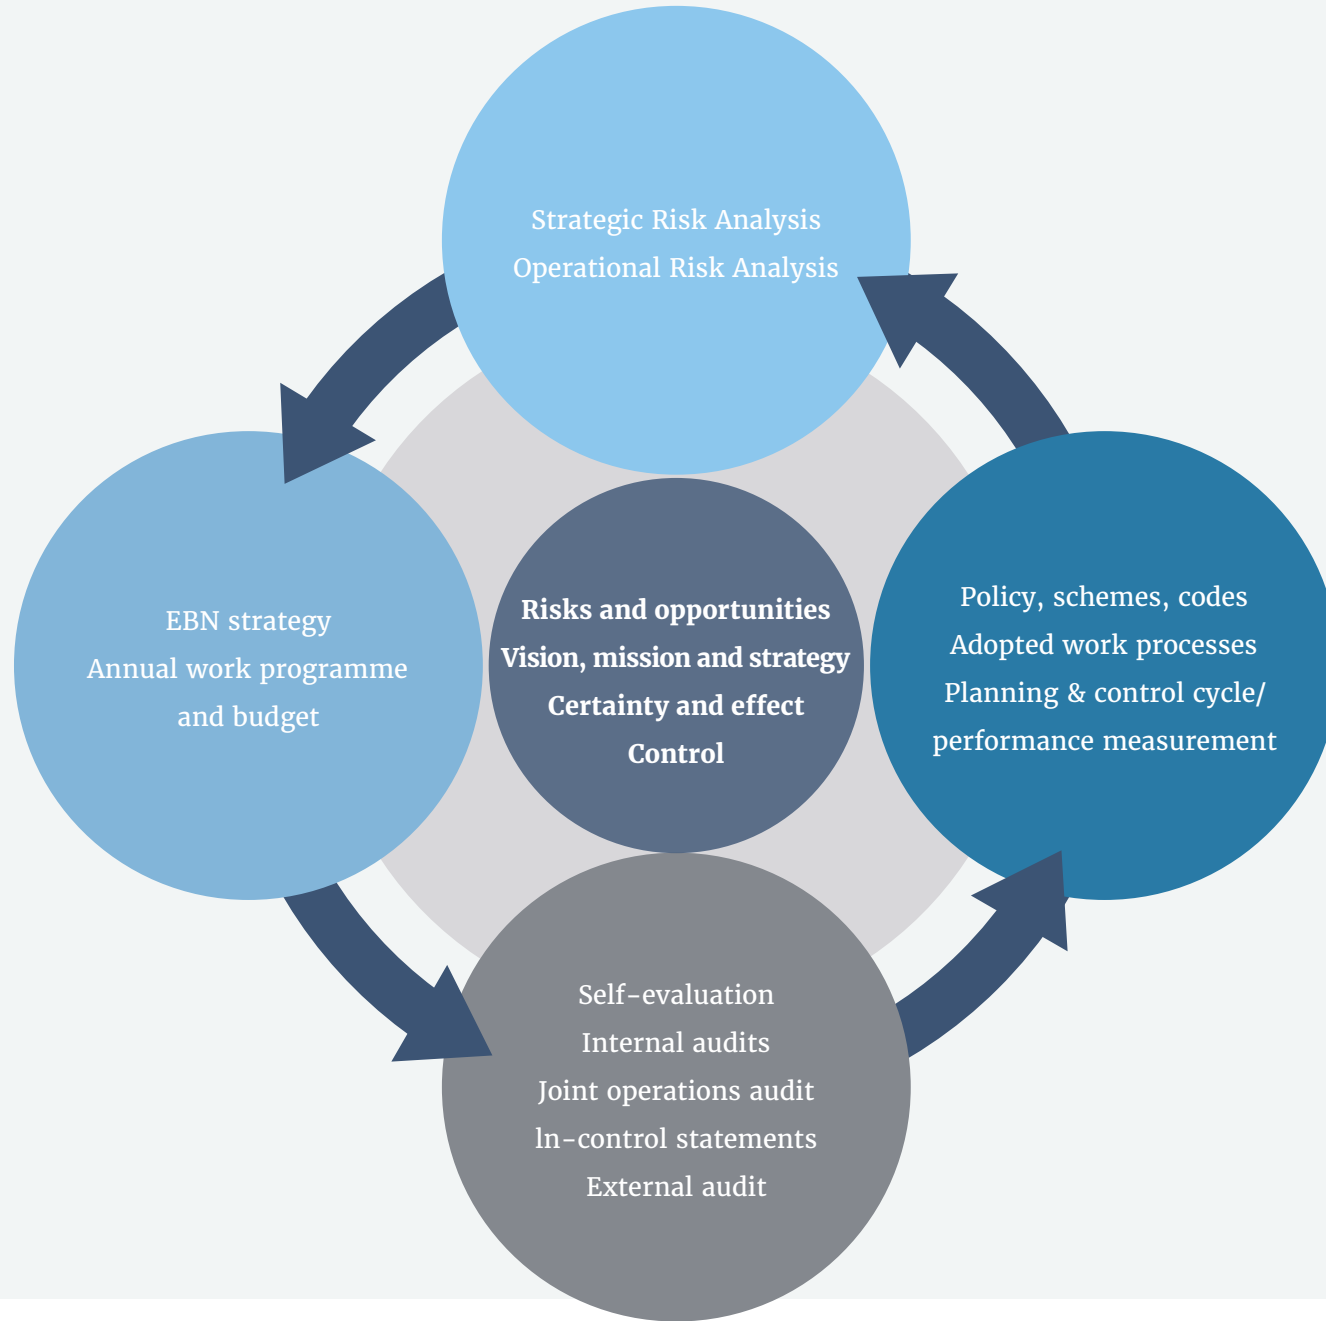 Strategic Risk Analysis
Operational Risk Analysis
EBN strategy
Annual work programme
and budget
Risks and opportunities
Vision, mission and strategy
Certainty and effect
Control
Policy, schemes, codes
Adopted work processes
Planning & control cycle/
performance measurement
Self-evaluation
Internal audits
Joint operations audit
ln-control statements
External audit